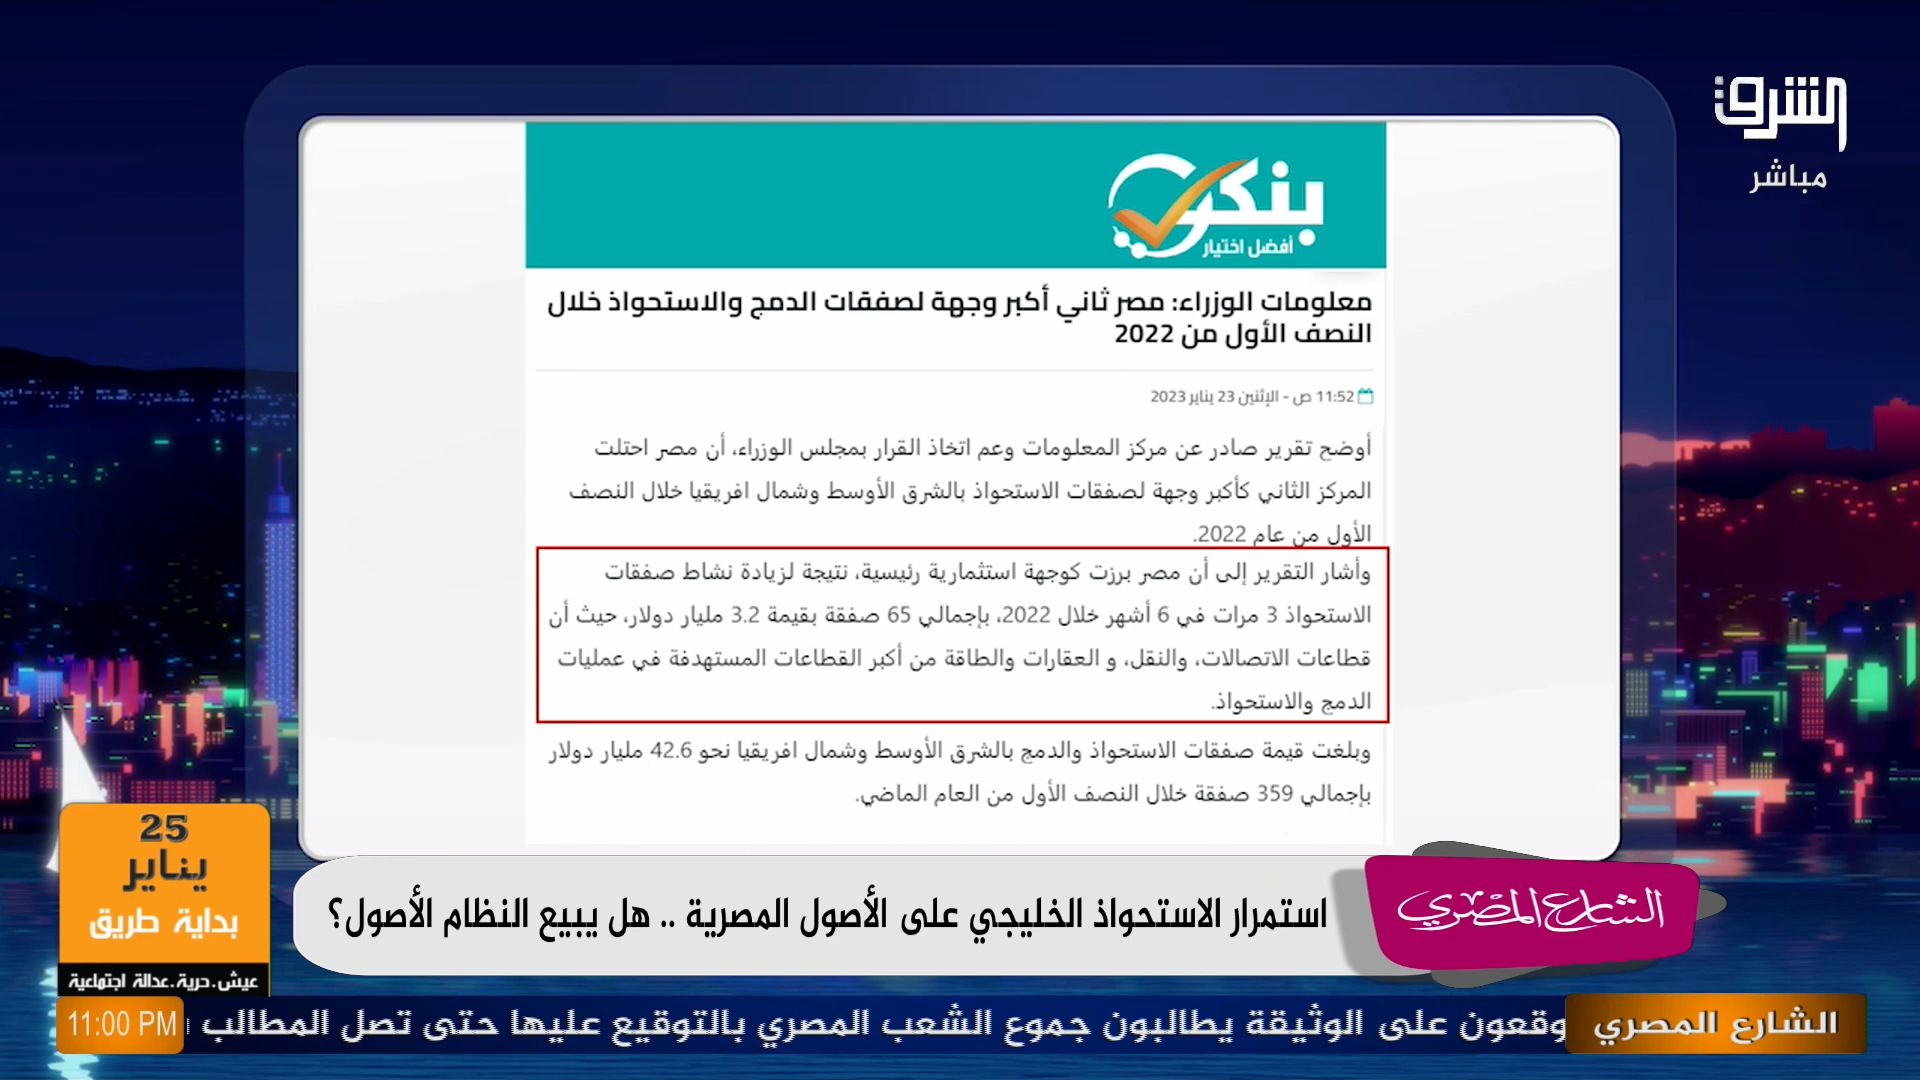 الشرق
مباشر
بنكي
أفضل اختيار
معلومات الوزراء: مصر ثاني أكبر وجهة لصفقات الدمج والاستحواذ خلال
النصف الأول من 2022
11:52 ص - الإثنين 23 يناير 2023
أوضح تقرير صادر عن مركز المعلومات وعم اتخاذ القرار بمجلس الوزراء، أن مصر احتلت
المركز الثاني كأكبر وجهة لصفقات الاستحواذ بالشرق الأوسط وشمال افريقيا خلال النصف
الأول من عام 2022.
وأشار التقرير إلى أن مصر برزت كوجهة استثمارية رئيسية، نتيجة لزيادة نشاط صفقات
الاستحواذ 3 مرات في 6 أشهر خلال 2022، بإجمالي 65 صفقة بقيمة 3.2 مليار دولار، حيث أن
قطاعات الاتصالات، والنقل، و العقارات والطاقة من أكبر القطاعات المستهدفة في عمليات
الدمج والاستحواذ.
وبلغت قيمة صفقات الاستحواذ والدمج بالشرق الأوسط وشمال افريقيا نحو 42.6 مليار دولار
بإجمالي 359 صفقة خلال النصف الأول من العام الماضي.
الشارع المصري
استمرار الاستحواذ الخليجي على الأصول المصرية .. هل يبيع النظام الأصول؟
25
يناير
بداية طريق
عيش.حرية.عدالة اجتماعية
الشارع المصري
وقعون على الوثيقة يطالبون جموع الشعب المصري بالتوقيع عليها حتى تصل المطالب
11:00 PM